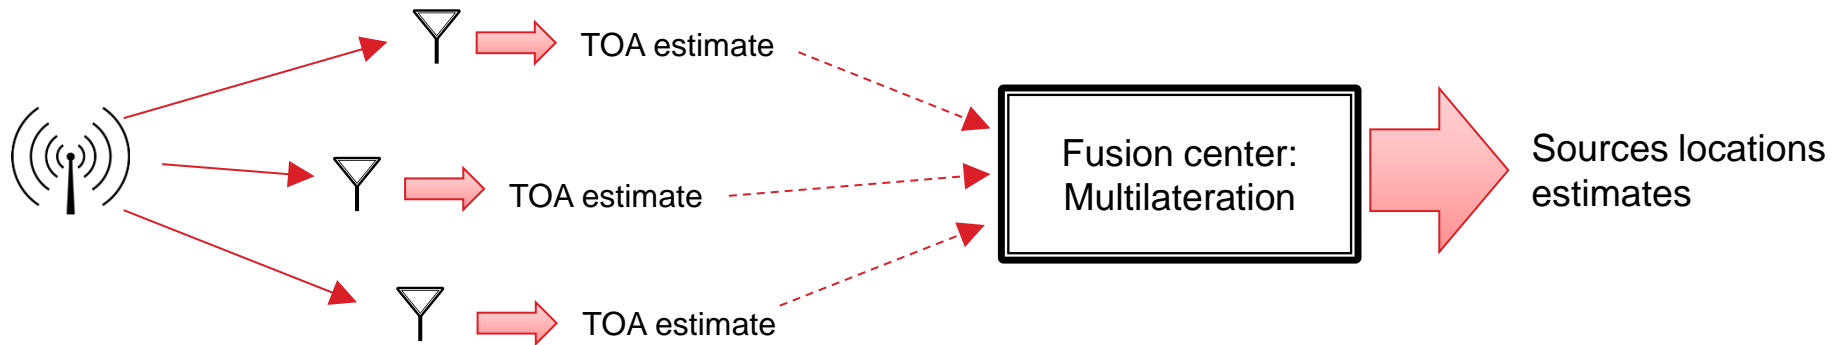 TOA estimate
TOA estimate
TOA estimate
Fusion center:
Multilateration
Sources locations
estimates